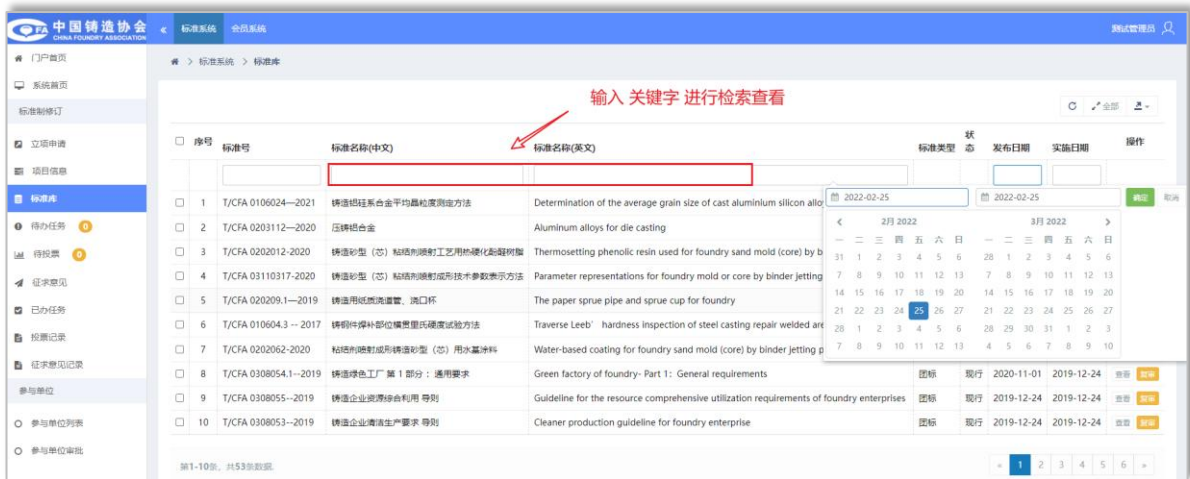 中国铸造协会
CHINA FOUNDRY ASSOCIATION
« 标准系统 会员系统 测试管理员
门户首页
系统首页
标准制修订
立项申请
项目信息
标准库
待办任务 0
待投票 0
征求意见
已办任务
投票记录
征求意见记录
参与单位
参与单位列表
参与单位审批
> 标准系统 > 标准库
输入 关键字 进行检索查看
全部
序号 标准号 标准名称(中文) 标准名称(英文) 标准类型 状态 发布日期 实施日期 操作
2022-02-25 2022-02-25 确定 取消
1 T/CFA 0106024—2021 铸造铝硅系合金平均晶粒度测定方法 Determination of the average grain size of cast aluminium silicon alloy
2 T/CFA 0203112—2020 压铸铝合金 Aluminum alloys for die casting
3 T/CFA 0202012-2020 铸造砂型（芯）粘结剂喷射工艺用热硬化酚醛树脂 Thermosetting phenolic resin used for foundry sand mold (core) by b
4 T/CFA 03110317-2020 铸造砂型（芯）粘结剂喷射成形技术参数表示方法 Parameter representations for foundry mold or core by binder jetting
5 T/CFA 020209.1—2019 铸造用纸质浇道管、浇口杯 The paper sprue pipe and sprue cup for foundry
6 T/CFA 010604.3 -- 2017 铸钢件焊补部位横贯里氏硬度试验方法 Traverse Leeb' hardness inspection of steel casting repair welded are
7 T/CFA 0202062-2020 粘结剂喷射成形铸造砂型（芯）用水基涂料 Water-based coating for foundry sand mold (core) by binder jetting p
8 T/CFA 0308054.1--2019 铸造绿色工厂 第 1 部分：通用要求 Green factory of foundry- Part 1: General requirements 团标 现行 2020-11-01 2019-12-24 查看 复审
9 T/CFA 0308055--2019 铸造企业资源综合利用 导则 Guideline for the resource comprehensive utilization requirements of foundry enterprises 团标 现行 2019-12-24 2019-12-24 查看 复审
10 T/CFA 0308053--2019 铸造企业清洁生产要求 导则 Cleaner production guideline for foundry enterprise 团标 现行 2019-12-24 2019-12-24 查看 复审
< 2月 2022 3月 2022 >
一 二 三 四 五 六 日 一 二 三 四 五 六 日
31 1 2 3 4 5 6 28 1 2 3 4 5 6
7 8 9 10 11 12 13 7 8 9 10 11 12 13
14 15 16 17 18 19 20 14 15 16 17 18 19 20
21 22 23 24 25 26 27 21 22 23 24 25 26 27
28 1 2 3 4 5 6 28 29 30 31 1 2 3
7 8 9 10 11 12 13 4 5 6 7 8 9 10
第1-10条，共53条数据.
« 1 2 3 4 5 6 »